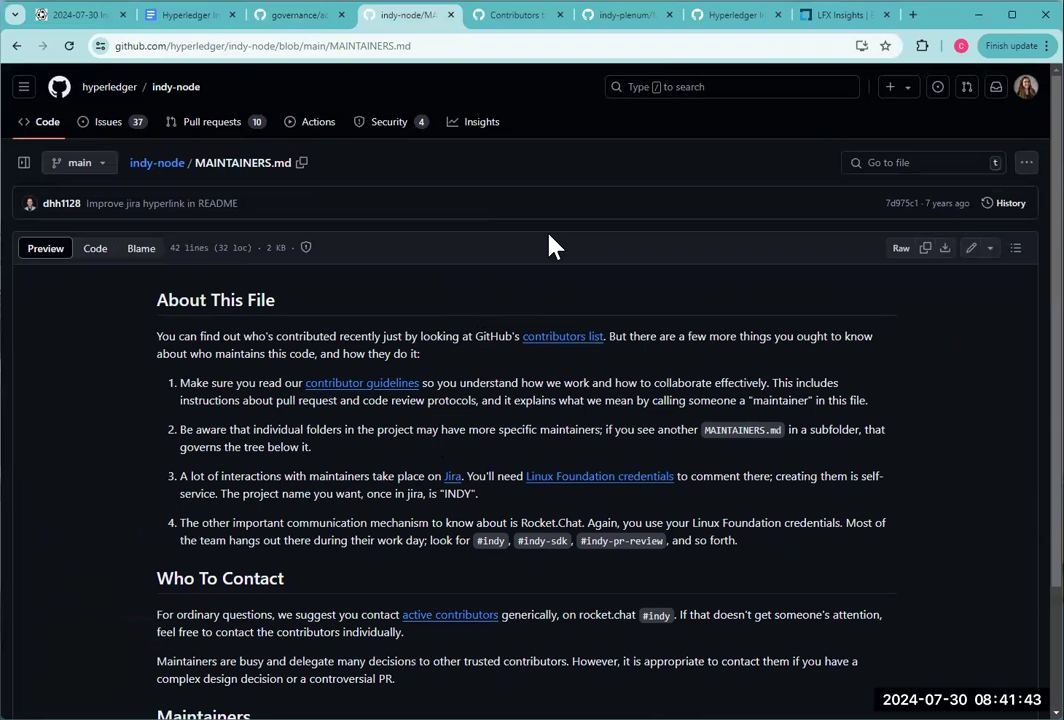 2024-07-30 In
Hyperledger In
governance/ac
indy-node/MA
Contributors t
indy-plenum/
Hyperledger In
LFX Insights | E
github.com/hyperledger/indy-node/blob/main/MAINTAINERS.md
C
Finish update
hyperledger / indy-node
Type / to search
Code
Issues 37
Pull requests 10
Actions
Security 4
Insights
main
indy-node / MAINTAINERS.md
Go to file
t
dhh1128 Improve jira hyperlink in README
7d975c1 · 7 years ago
History
Preview
Code
Blame
42 lines (32 loc) · 2 KB
Raw
About This File
You can find out who's contributed recently just by looking at GitHub's contributors list. But there are a few more things you ought to know
about who maintains this code, and how they do it:
1. Make sure you read our contributor guidelines so you understand how we work and how to collaborate effectively. This includes
instructions about pull request and code review protocols, and it explains what we mean by calling someone a "maintainer" in this file.
2. Be aware that individual folders in the project may have more specific maintainers; if you see another MAINTAINERS.md in a subfolder, that
governs the tree below it.
3. A lot of interactions with maintainers take place on Jira. You'll need Linux Foundation credentials to comment there; creating them is self-
service. The project name you want, once in jira, is "INDY".
4. The other important communication mechanism to know about is Rocket.Chat. Again, you use your Linux Foundation credentials. Most of
the team hangs out there during their work day; look for #indy, #indy-sdk, #indy-pr-review, and so forth.
Who To Contact
For ordinary questions, we suggest you contact active contributors generically, on rocket.chat #indy. If that doesn't get someone's attention,
feel free to contact the contributors individually.
Maintainers are busy and delegate many decisions to other trusted contributors. However, it is appropriate to contact them if you have a
complex design decision or a controversial PR.
Maintainers
2024-07-30 08:41:43